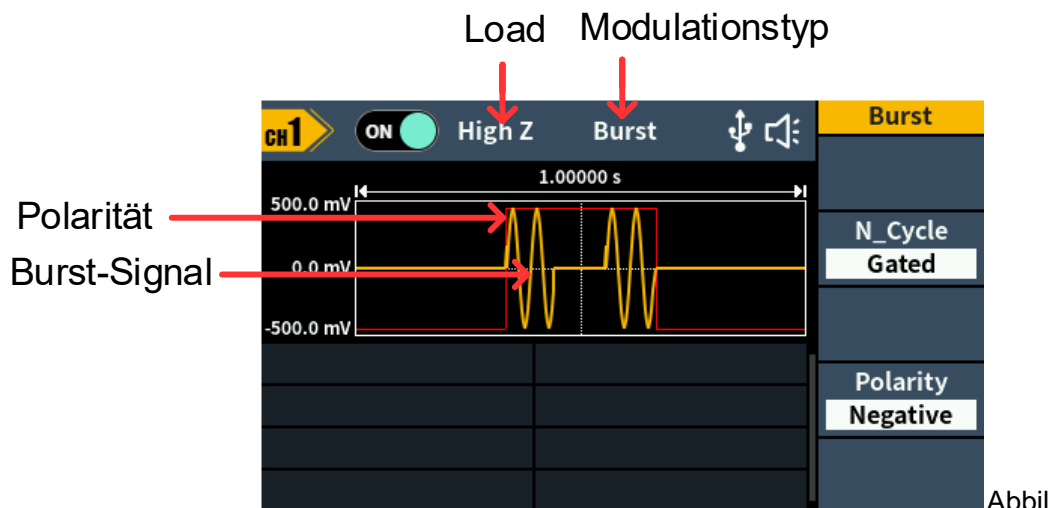 Load Modulationstyp
CH1 ON High Z Burst
Burst
1.00000 s
500.0 mV
Polarität
N_Cycle
Gated
Burst-Signal
0.0 mV
-500.0 mV
Polarity
Negative
Abbil